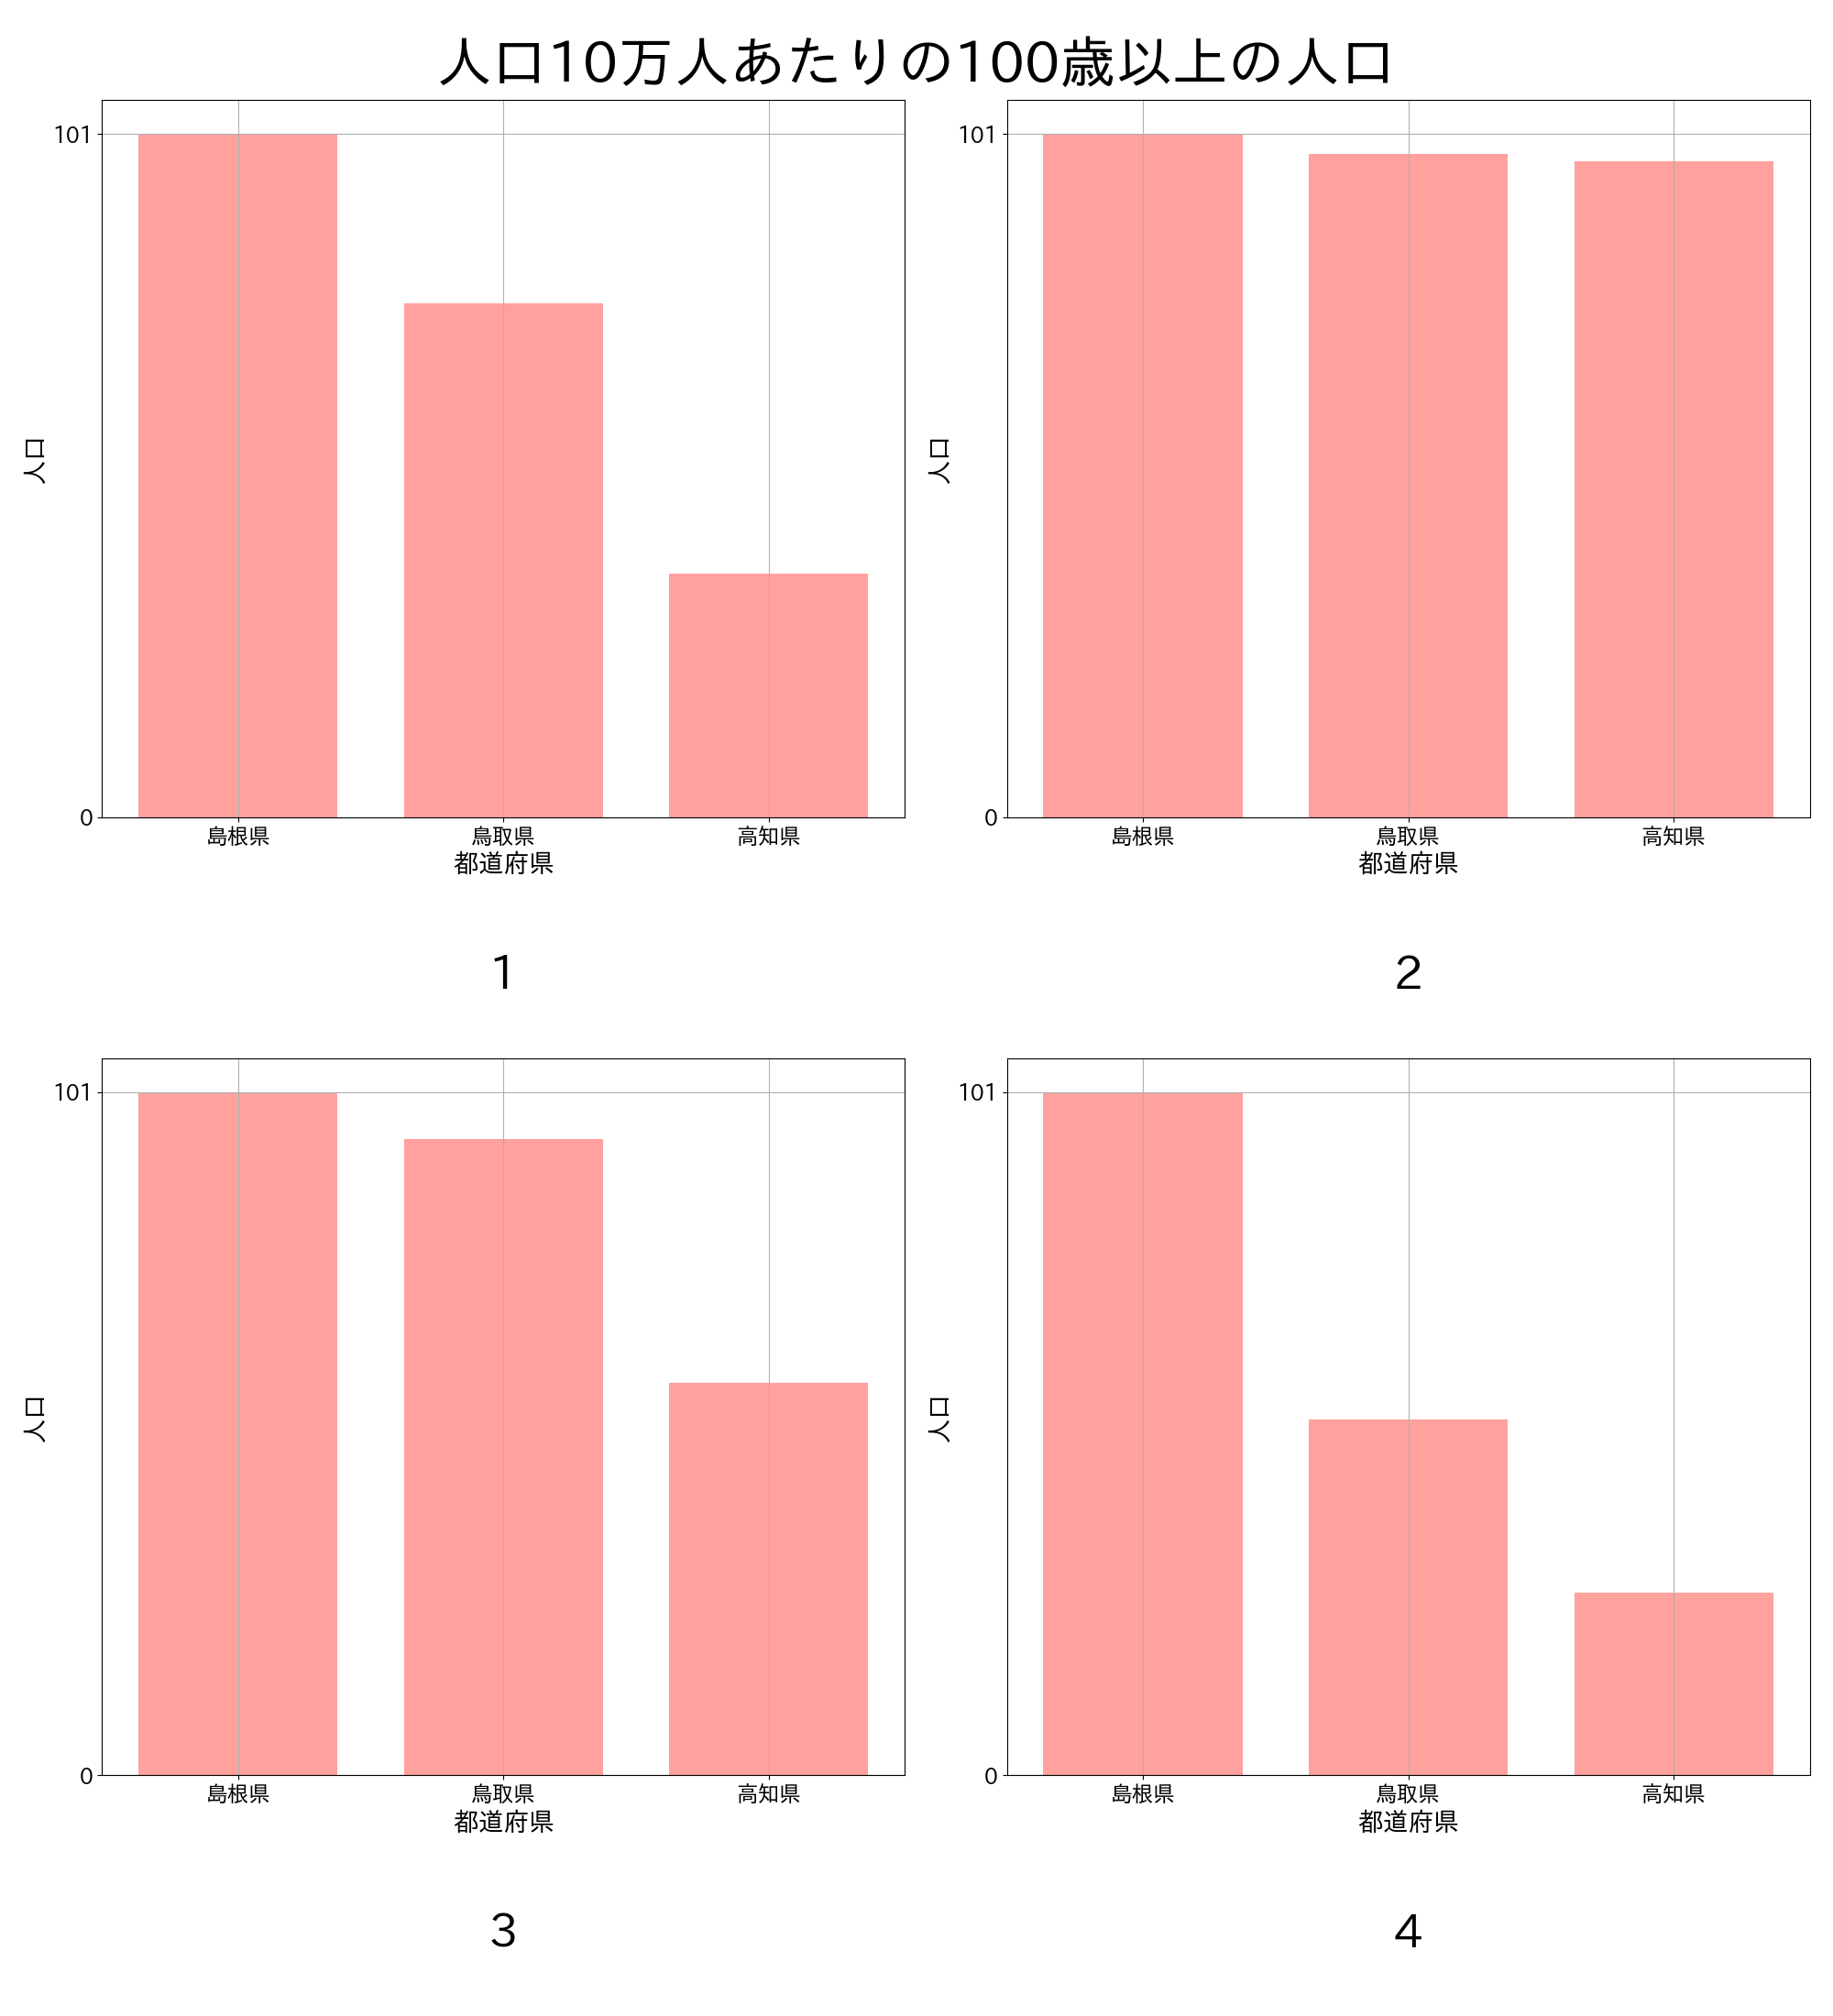 人口10万人あたりの100歳以上の人口
101
0
人口
島根県 鳥取県 高知県
都道府県
1
101
0
人口
島根県 鳥取県 高知県
都道府県
2
101
0
人口
島根県 鳥取県 高知県
都道府県
3
101
0
人口
島根県 鳥取県 高知県
都道府県
4